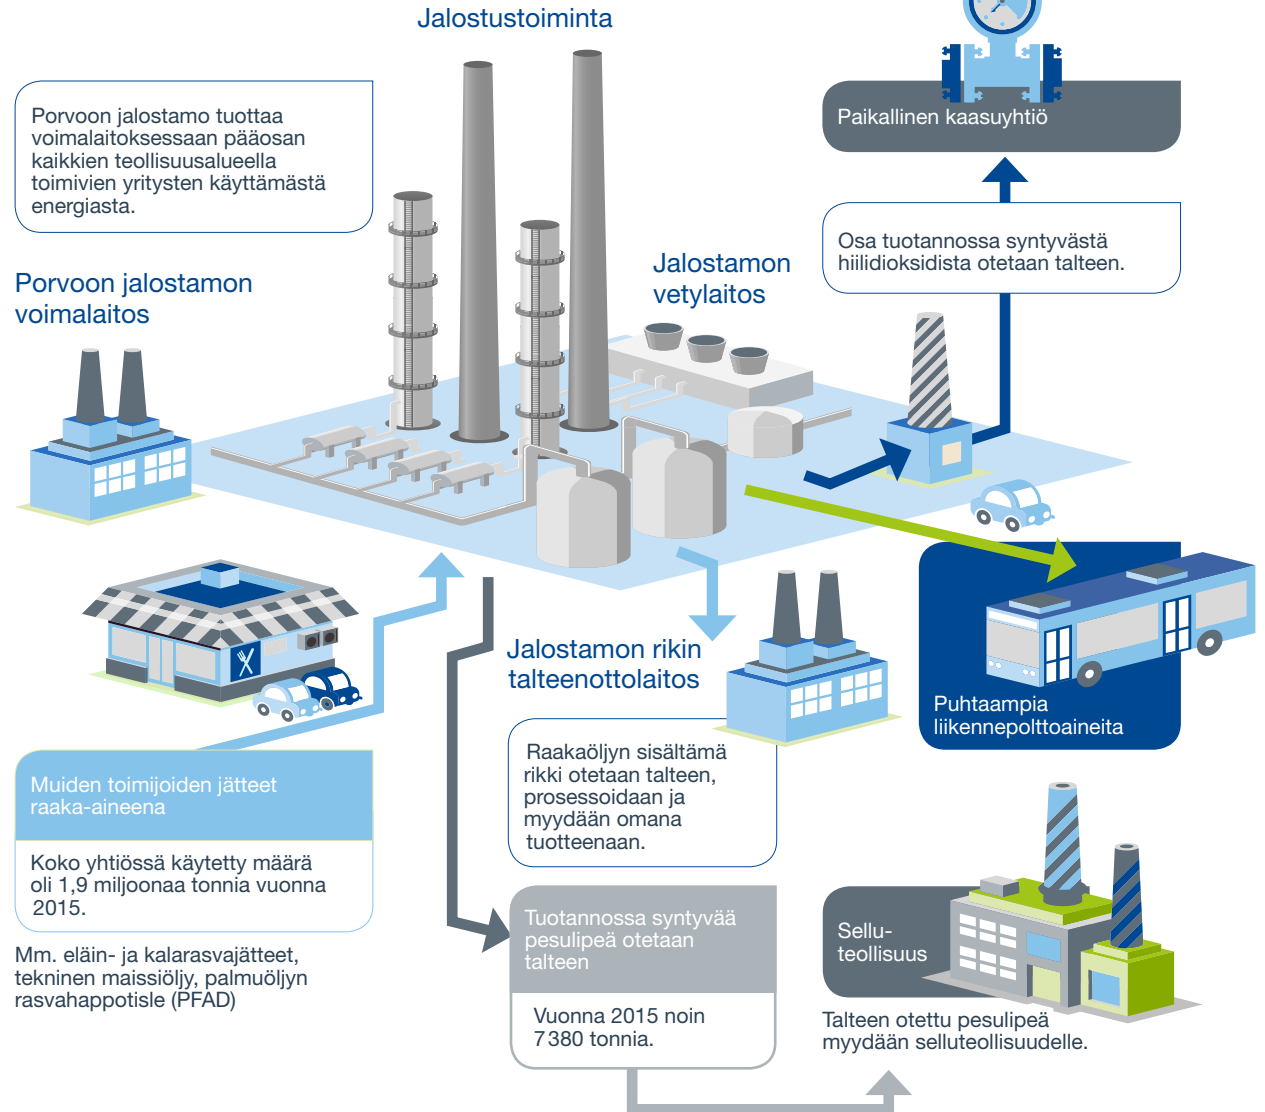 Jalostustoiminta
Porvoon jalostamo tuottaa
voimalaitoksessaan pääosan
kaikkien teollisuusalueella
toimivien yritysten käyttämästä
energiasta.
Paikallinen kaasuyhtiö
Osa tuotannossa syntyvästä
hiilidioksidista otetaan talteen.
Jalostamon
vetylaitos
Porvoon jalostamon
voimalaitos
Jalostamon rikin
talteenottolaitos
Raakaöljyn sisältämä
rikki otetaan talteen,
prosessoidaan ja
myydään omana
tuotteenaan.
Puhtaampia
liikennepolttoaineita
Muiden toimijoiden jätteet
raaka-aineena
Koko yhtiössä käytetty määrä
oli 1,9 miljoonaa tonnia vuonna
2015.
Mm. eläin- ja kalarasvajätteet,
tekninen maissiöljy, palmuöljyn
rasvahappotisle (PFAD)
Tuotannossa syntyvää
pesulipeä otetaan
talteen
Vuonna 2015 noin
7 380 tonnia.
Sellu-
teollisuus
Talteen otettu pesulipeä
myydään selluteollisuudelle.